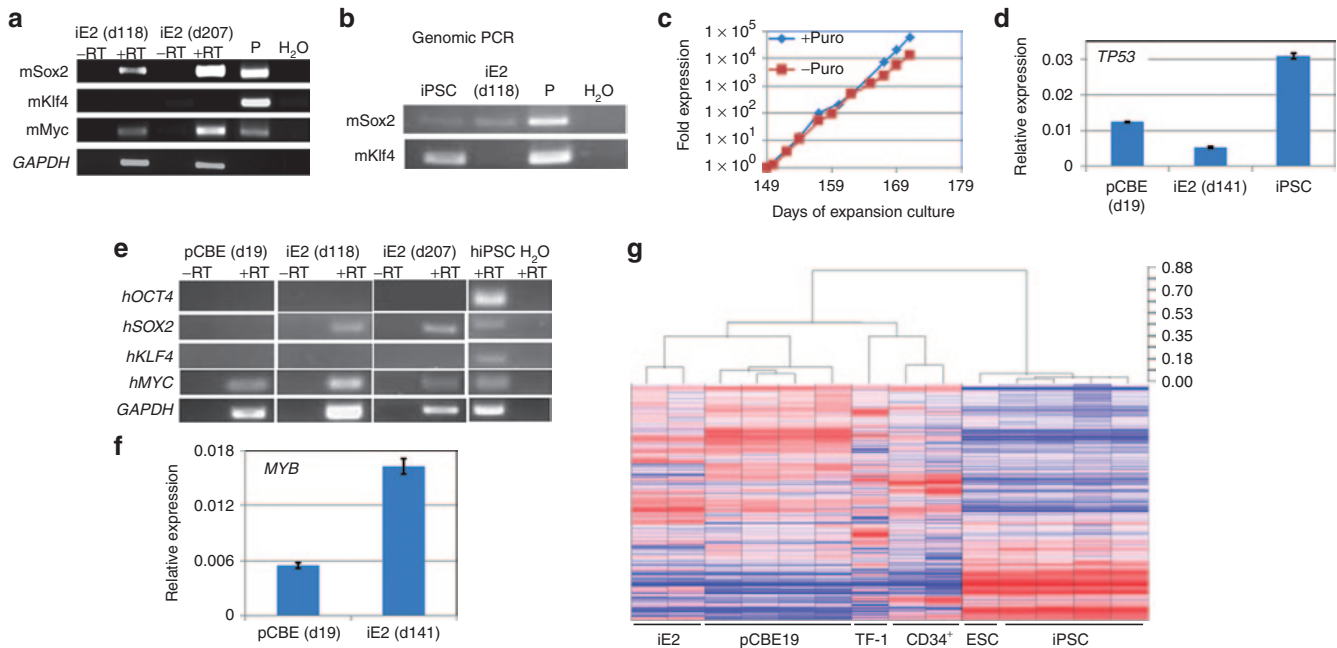 a
iE2 (d118) iE2 (d207)
–RT +RT –RT +RT P H2O
mSox2
mKlf4
mMyc
GAPDH
b
Genomic PCR
iPSC iE2 (d118) P H2O
mSox2
mKlf4
c
Fold expression
1 × 10^5
1 × 10^4
1 × 10^3
1 × 10^2
1 × 10^1
1 × 10^0
+Puro
–Puro
149 159 169 179
Days of expansion culture
d
TP53
Relative expression
0.03
0.02
0.01
0
pCBE (d19) iE2 (d141) iPSC
e
pCBE (d19) iE2 (d118) iE2 (d207) hiPSC H2O
–RT +RT –RT +RT –RT +RT +RT +RT
hOCT4
hSOX2
hKLF4
hMYC
GAPDH
f
MYB
Relative expression
0.018
0.012
0.006
0
pCBE (d19) iE2 (d141)
g
0.88
0.70
0.53
0.35
0.18
0.00
iE2 pCBE19 TF-1 CD34+ ESC iPSC